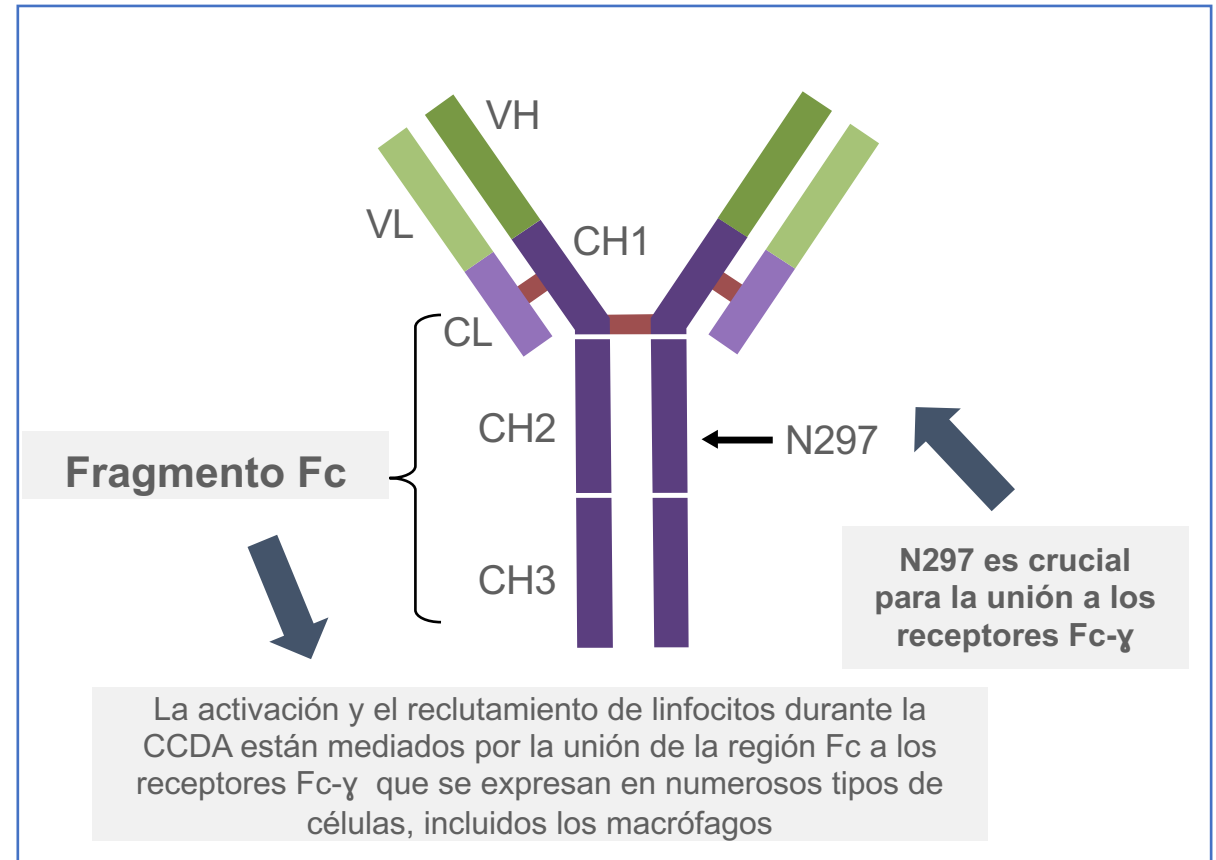 VH
VL
CH1
CL
CH2
N297
Fragmento Fc
CH3
N297 es crucial
para la unión a los
receptores Fc-ɣ
La activación y el reclutamiento de linfocitos durante la
CCDA están mediados por la unión de la región Fc a los
receptores Fc-ɣ que se expresan en numerosos tipos de
células, incluidos los macrófagos